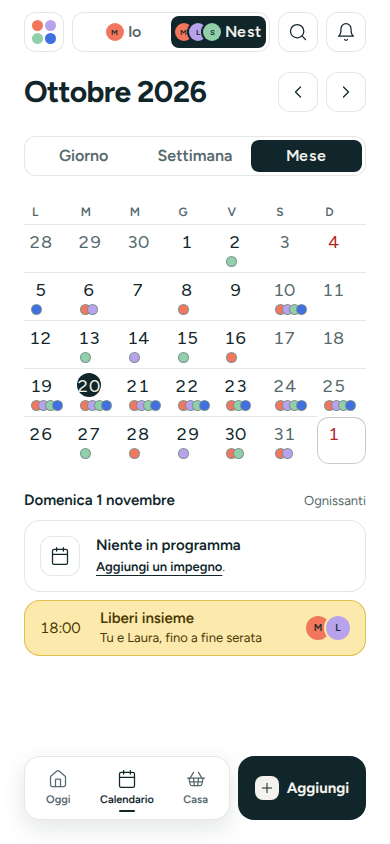 M Io M L S Nest
Ottobre 2026
Giorno Settimana Mese
L M M G V S D
28 29 30 1 2 3 4
5 6 7 8 9 10 11
12 13 14 15 16 17 18
19 20 21 22 23 24 25
26 27 28 29 30 31 1
Domenica 1 novembre Ognissanti
Niente in programma
Aggiungi un impegno.
18:00 Liberi insieme M L
Tu e Laura, fino a fine serata
Oggi Calendario Casa Aggiungi